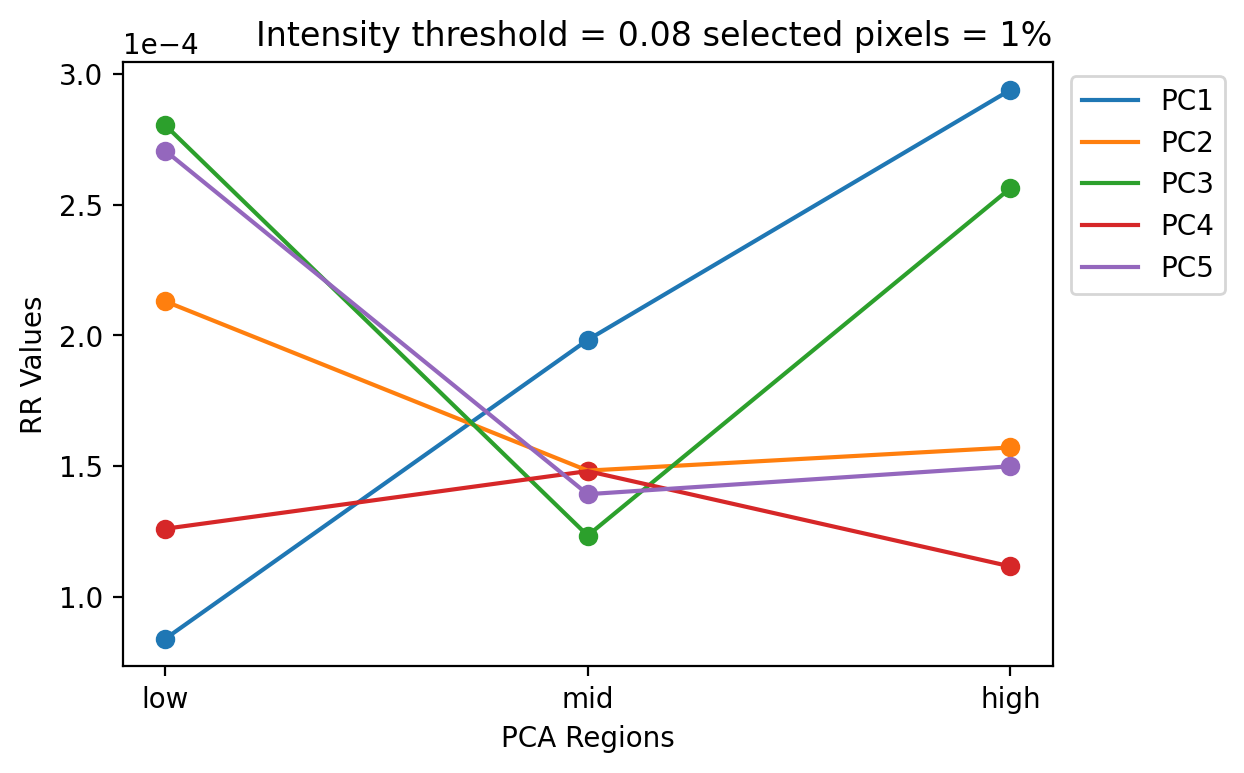 Intensity threshold = 0.08 selected pixels = 1%
1e−4
3.0
2.5
2.0
1.5
1.0
RR Values
low mid high
PCA Regions
PC1
PC2
PC3
PC4
PC5